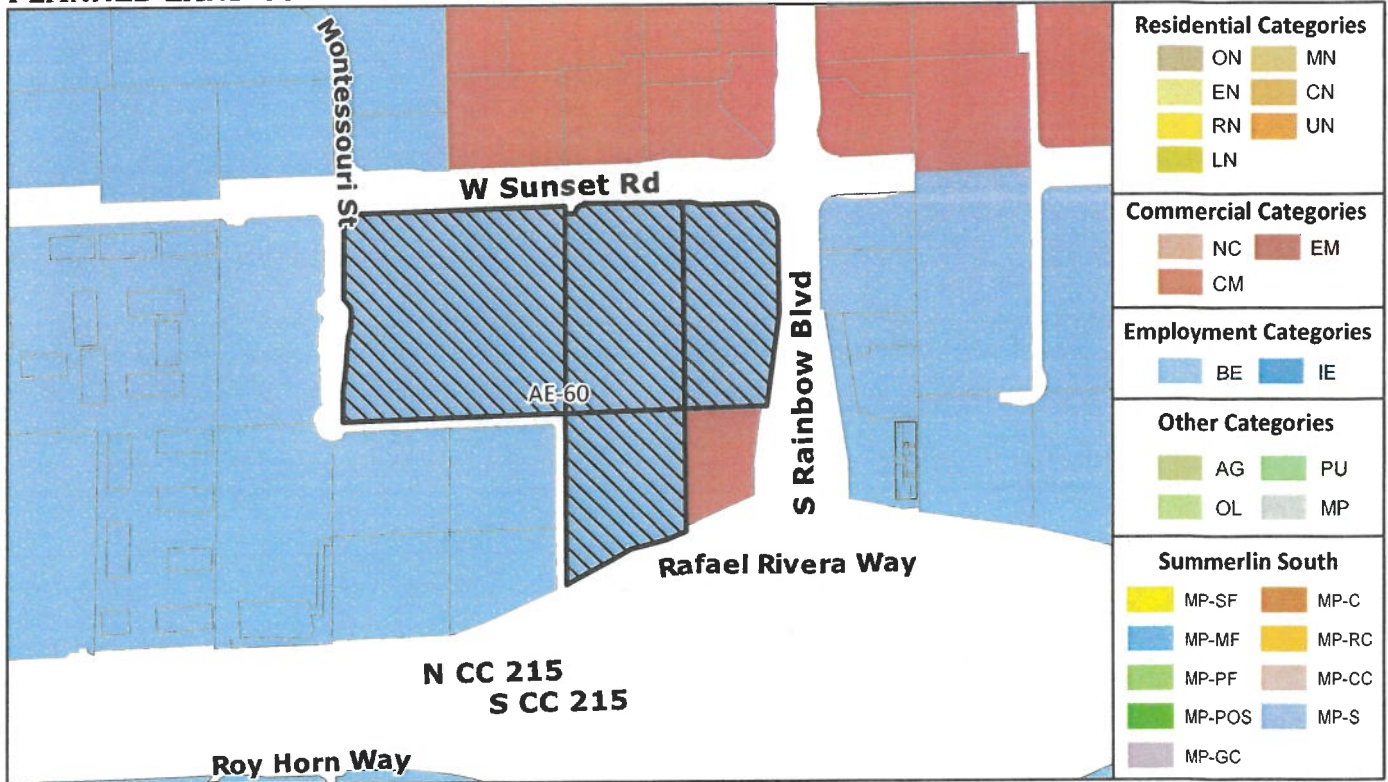 Montessouri St
W Sunset Rd
S Rainbow Blvd
AE-60
Rafael Rivera Way
N CC 215
S CC 215
Roy Horn Way
Residential Categories
ON MN
EN CN
RN UN
LN
Commercial Categories
NC EM
CM
Employment Categories
BE IE
Other Categories
AG PU
OL MP
Summerlin South
MP-SF MP-C
MP-MF MP-RC
MP-PF MP-CC
MP-POS MP-S
MP-GC